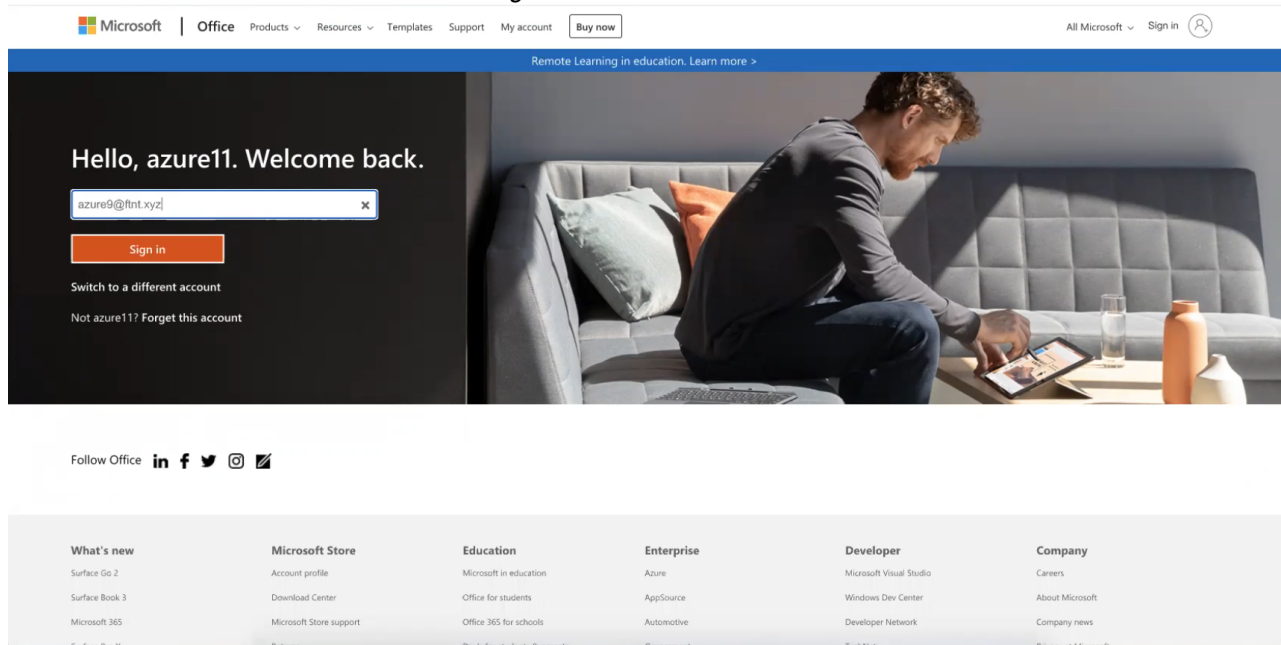 Microsoft | Office Products Resources Templates Support My account Buy now All Microsoft Sign in
Remote Learning in education. Learn more >
Hello, azure11. Welcome back.
azure9@ftnt.xyz
Sign in
Switch to a different account
Not azure11? Forget this account
Follow Office
What's new Microsoft Store Education Enterprise Developer Company
Surface Go 2 Account profile Microsoft in education Azure Microsoft Visual Studio Careers
Surface Book 3 Download Center Office for students AppSource Windows Dev Center About Microsoft
Microsoft 365 Microsoft Store support Office 365 for schools Automotive Developer Network Company news